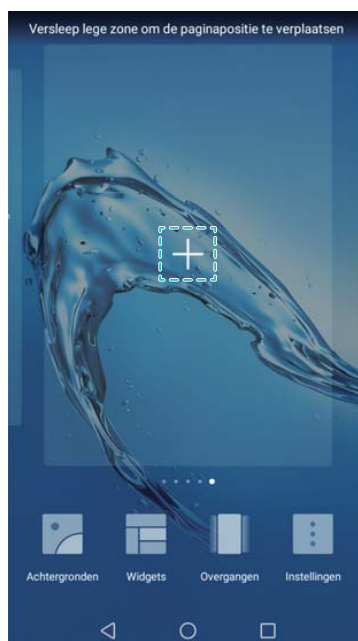 Versleep lege zone om de paginapositie te verplaatsen
Achtergronden Widgets Overgangen Instellingen